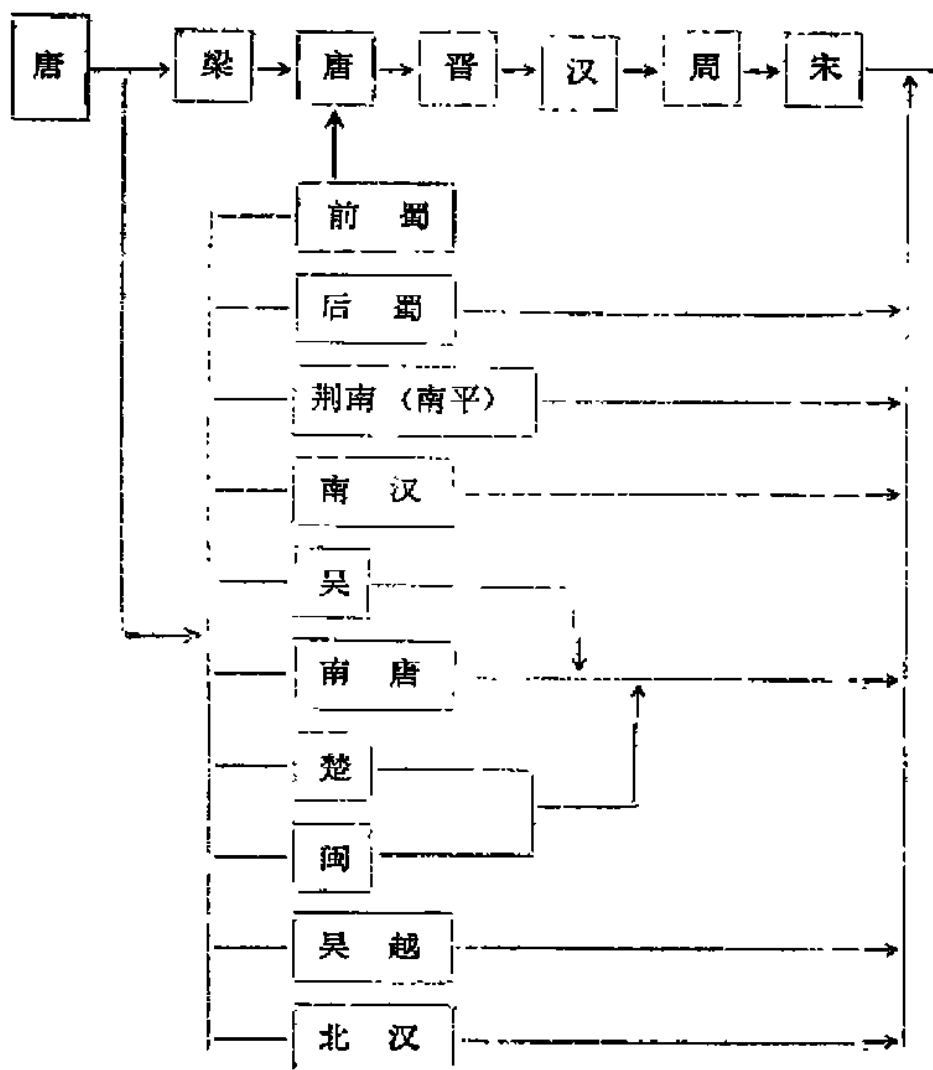 唐 梁 唐 晋 汉 周 宋
前蜀
后蜀
荆南（南平）
南汉
吴
南唐
楚
闽
吴越
北汉